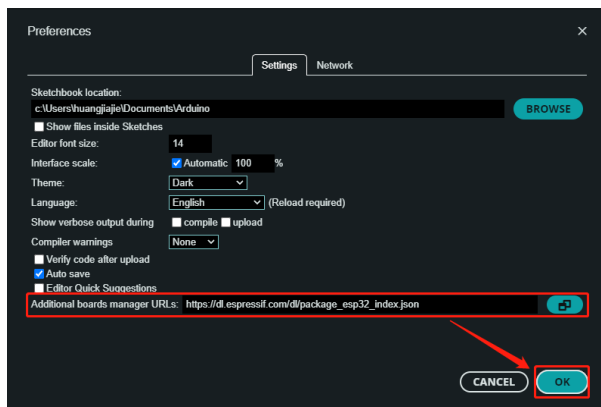 Preferences
Settings Network
Sketchbook location:
c:\Users\huangjiajie\Documents\Arduino BROWSE
Show files inside Sketches
Editor font size: 14
Interface scale: Automatic 100 %
Theme: Dark
Language: English (Reload required)
Show verbose output during compile upload
Compiler warnings None
Verify code after upload
Auto save
Editor Quick Suggestions
Additional boards manager URLs: https://dl.espressif.com/dl/package_esp32_index.json
CANCEL OK